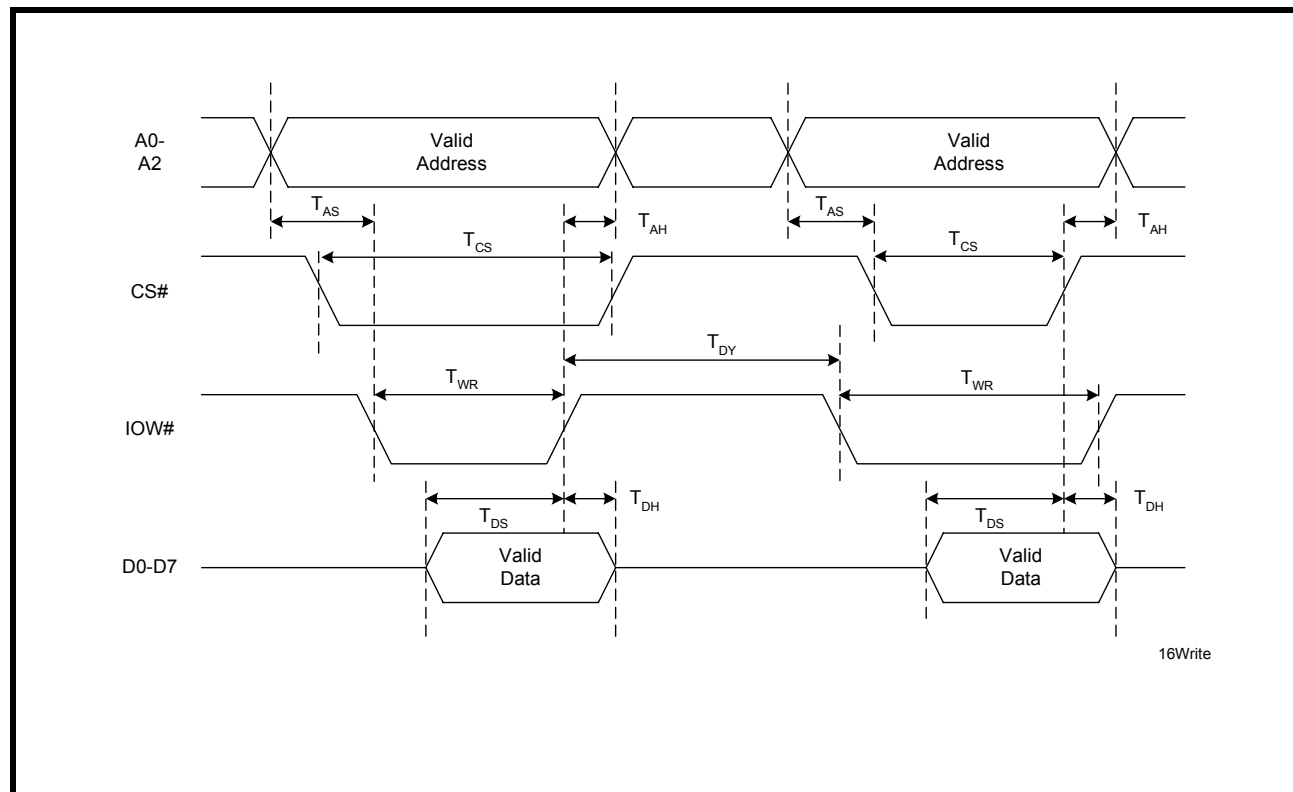 A0-
A2
Valid
Address
Valid
Address
TAS
TAH
TAS
TAH
TCS
TCS
CS#
TDY
TWR
TWR
IOW#
TDS
TDH
TDS
TDH
D0-D7
Valid
Data
Valid
Data
16Write